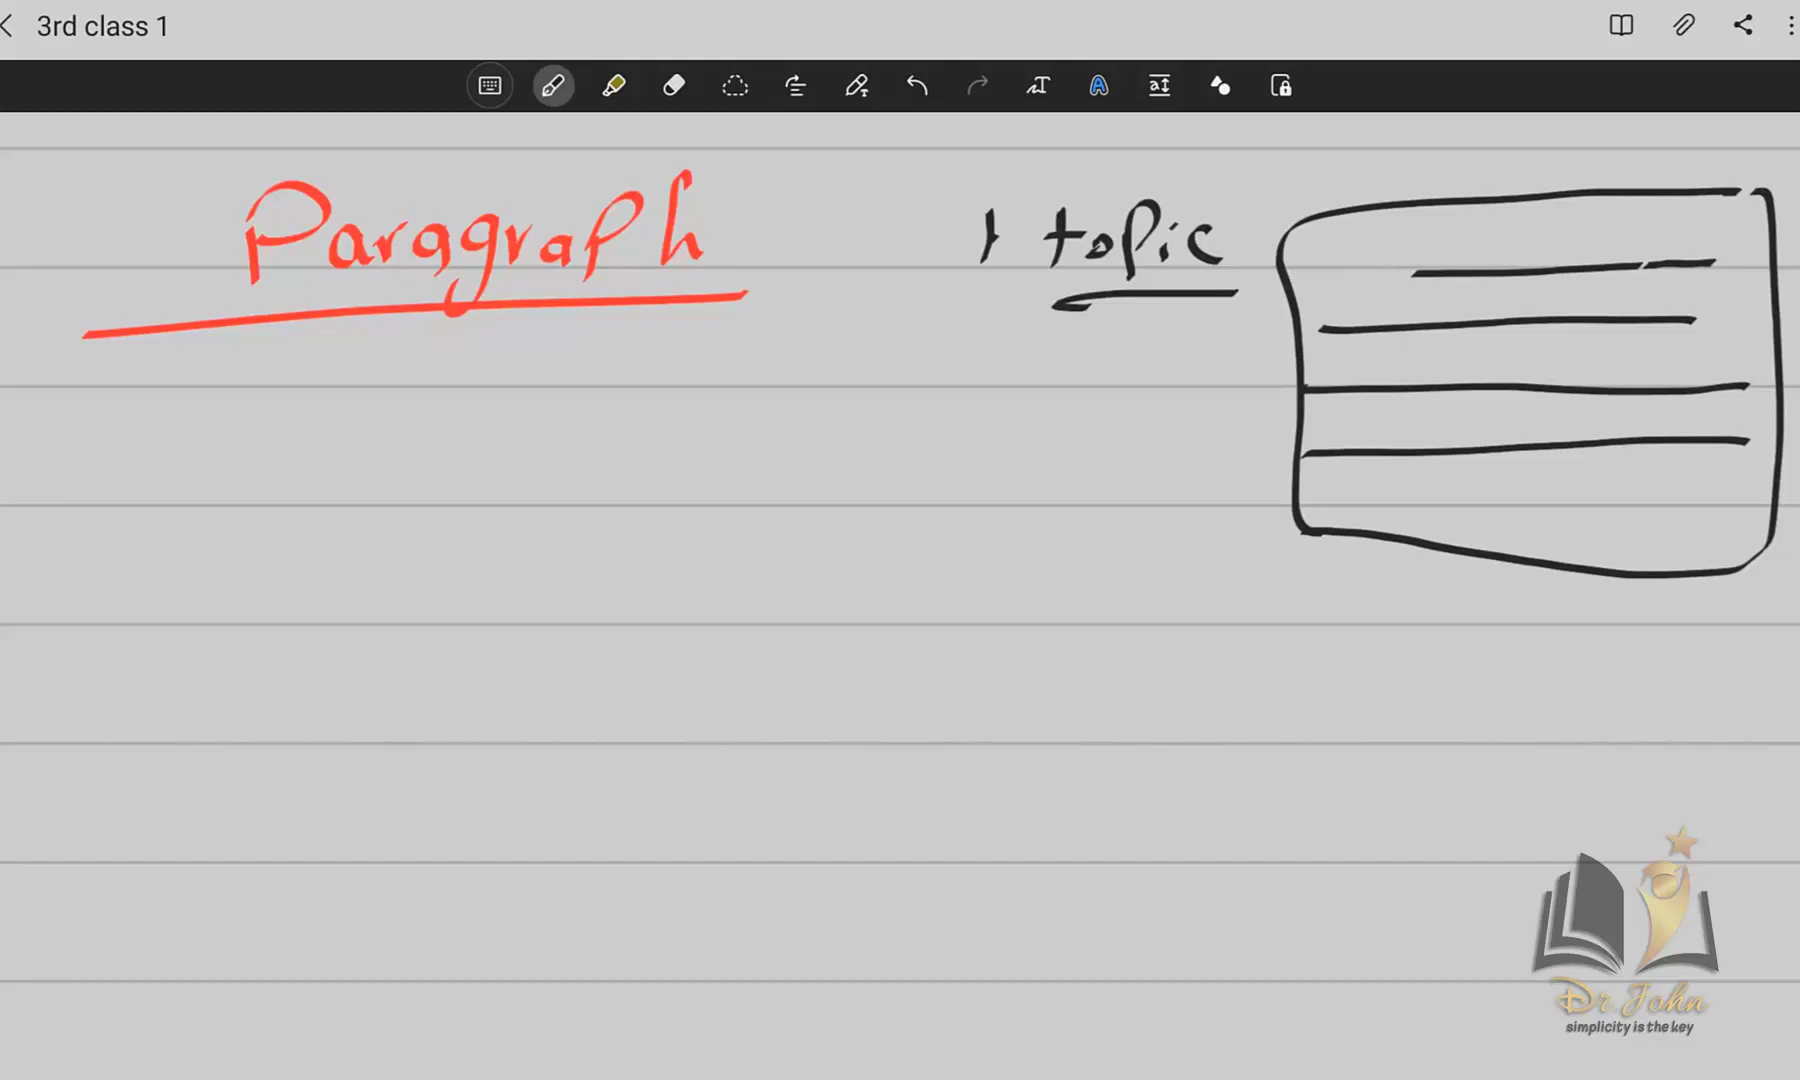 3rd class 1
Paragraph
1 topic
Dr. John
simplicity is the key